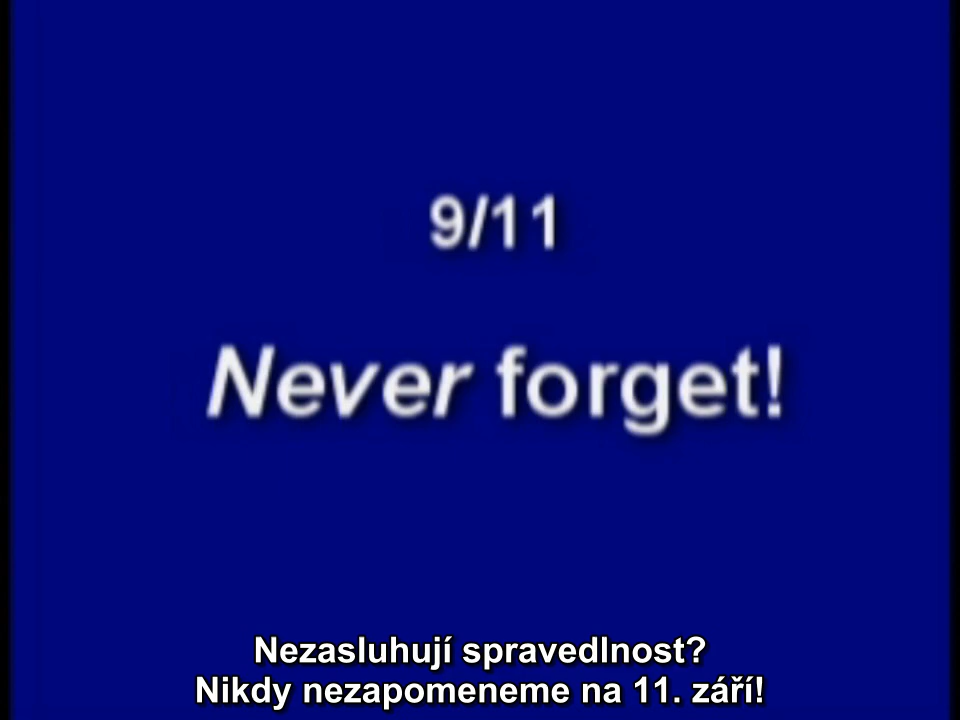 9/11
Never forget!
Nezasluhují spravedlnost?
Nikdy nezapomeneme na 11. září!